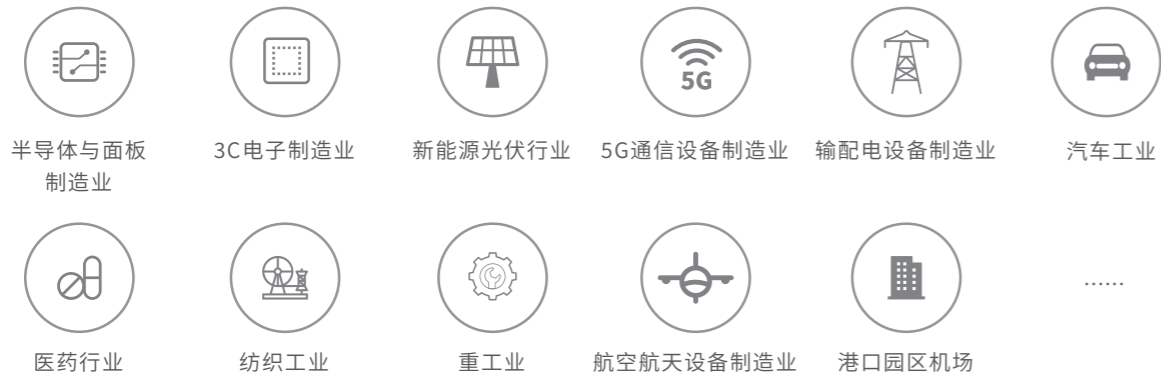 5G
半导体与面板
制造业
3C电子制造业
新能源光伏行业
5G通信设备制造业
输配电设备制造业
汽车工业
医药行业
纺织工业
重工业
航空航天设备制造业
港口园区机场
......